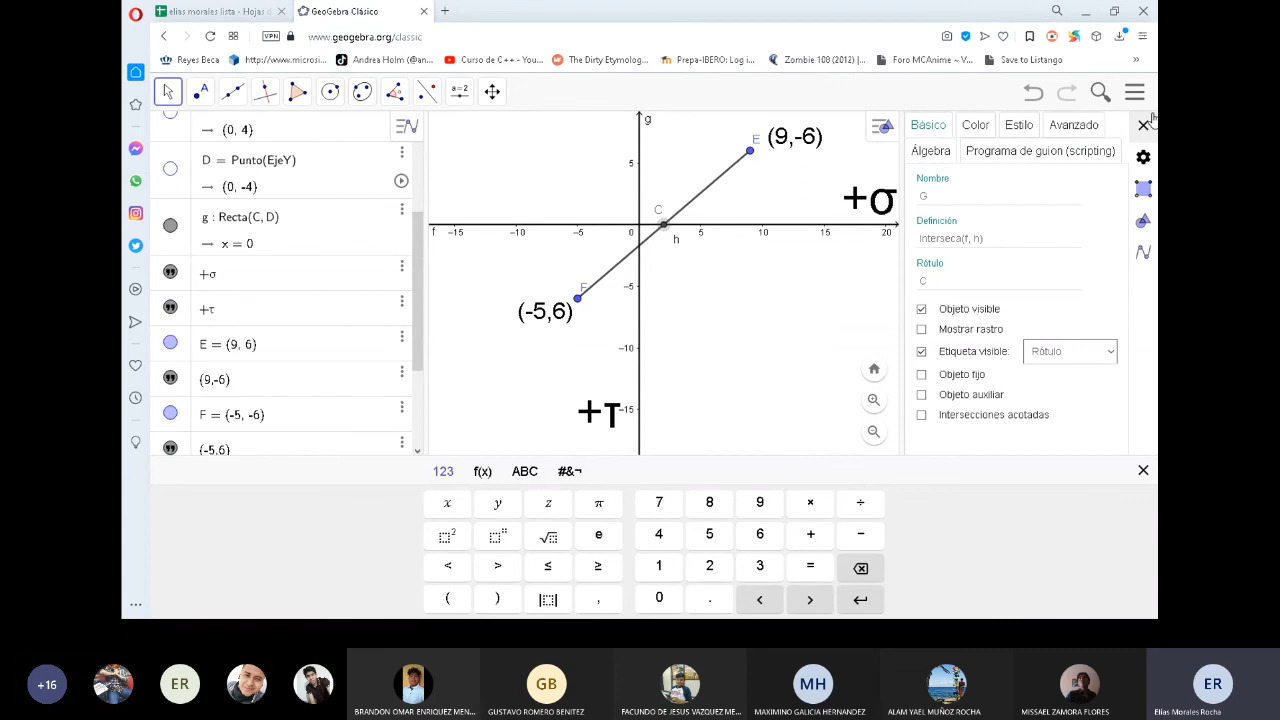 elias morales lista - Hojas d
GeoGebra Clásico
VPN
www.geogebra.org/classic
Reyes Beca
http://www.microsi...
Andrea Holm (@an...
Curso de C++ - You...
The Dirty Etymolog...
Prepa-IBERO: Log i...
Zombie 108 (2012) |...
Foro MCAnime ~ V...
Save to Listango
»
A
a=2
→ (0, 4)
D = Punto(EjeY)
→ (0, -4)
g : Recta(C, D)
→ x = 0
+σ
+τ
E = (9, 6)
(9,-6)
F = (-5, -6)
(-5,6)
g
E
(9,-6)
5
+σ
C
f
-15
-10
-5
0
h
5
10
15
20
F
-5
(-5,6)
-10
+τ
-15
Básico
Color
Estilo
Avanzado
Álgebra
Programa de guion (scripting)
Nombre
G
Definición
Interseca(f, h)
Rótulo
C
Objeto visible
Mostrar rastro
Etiqueta visible:
Rótulo
Objeto fijo
Objeto auxiliar
Intersecciones acotadas
123
f(x)
ABC
#&¬
x y z π 7 8 9 × ÷
2 √ e 4 5 6 + −
< > ≤ ≥ 1 2 3 =
( ) | | , 0 . < >
+16
ER
BRANDON OMAR ENRIQUEZ MEN...
GB
GUSTAVO ROMERO BENITEZ
FACUNDO DE JESUS VAZQUEZ ME...
MH
MAXIMINO GALICIA HERNANDEZ
ALAM YAEL MUÑOZ ROCHA
MISSAEL ZAMORA FLORES
ER
Elias Morales Rocha